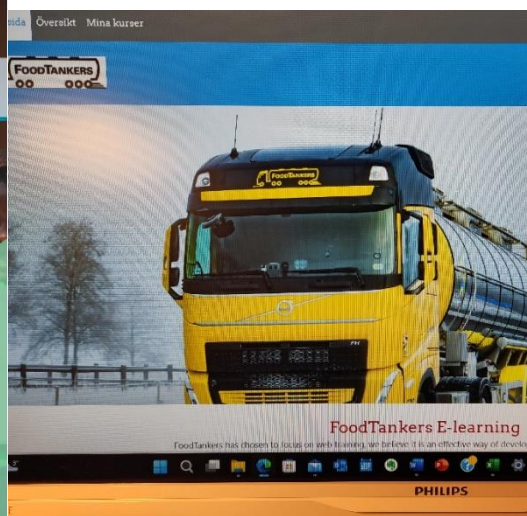 sida Översikt Mina kurser
FOODTANKERS
FOODTANKERS
FH
FoodTankers E-learning
FoodTankers has chosen to focus on web training, we believe it is an effective way of develo
PHILIPS